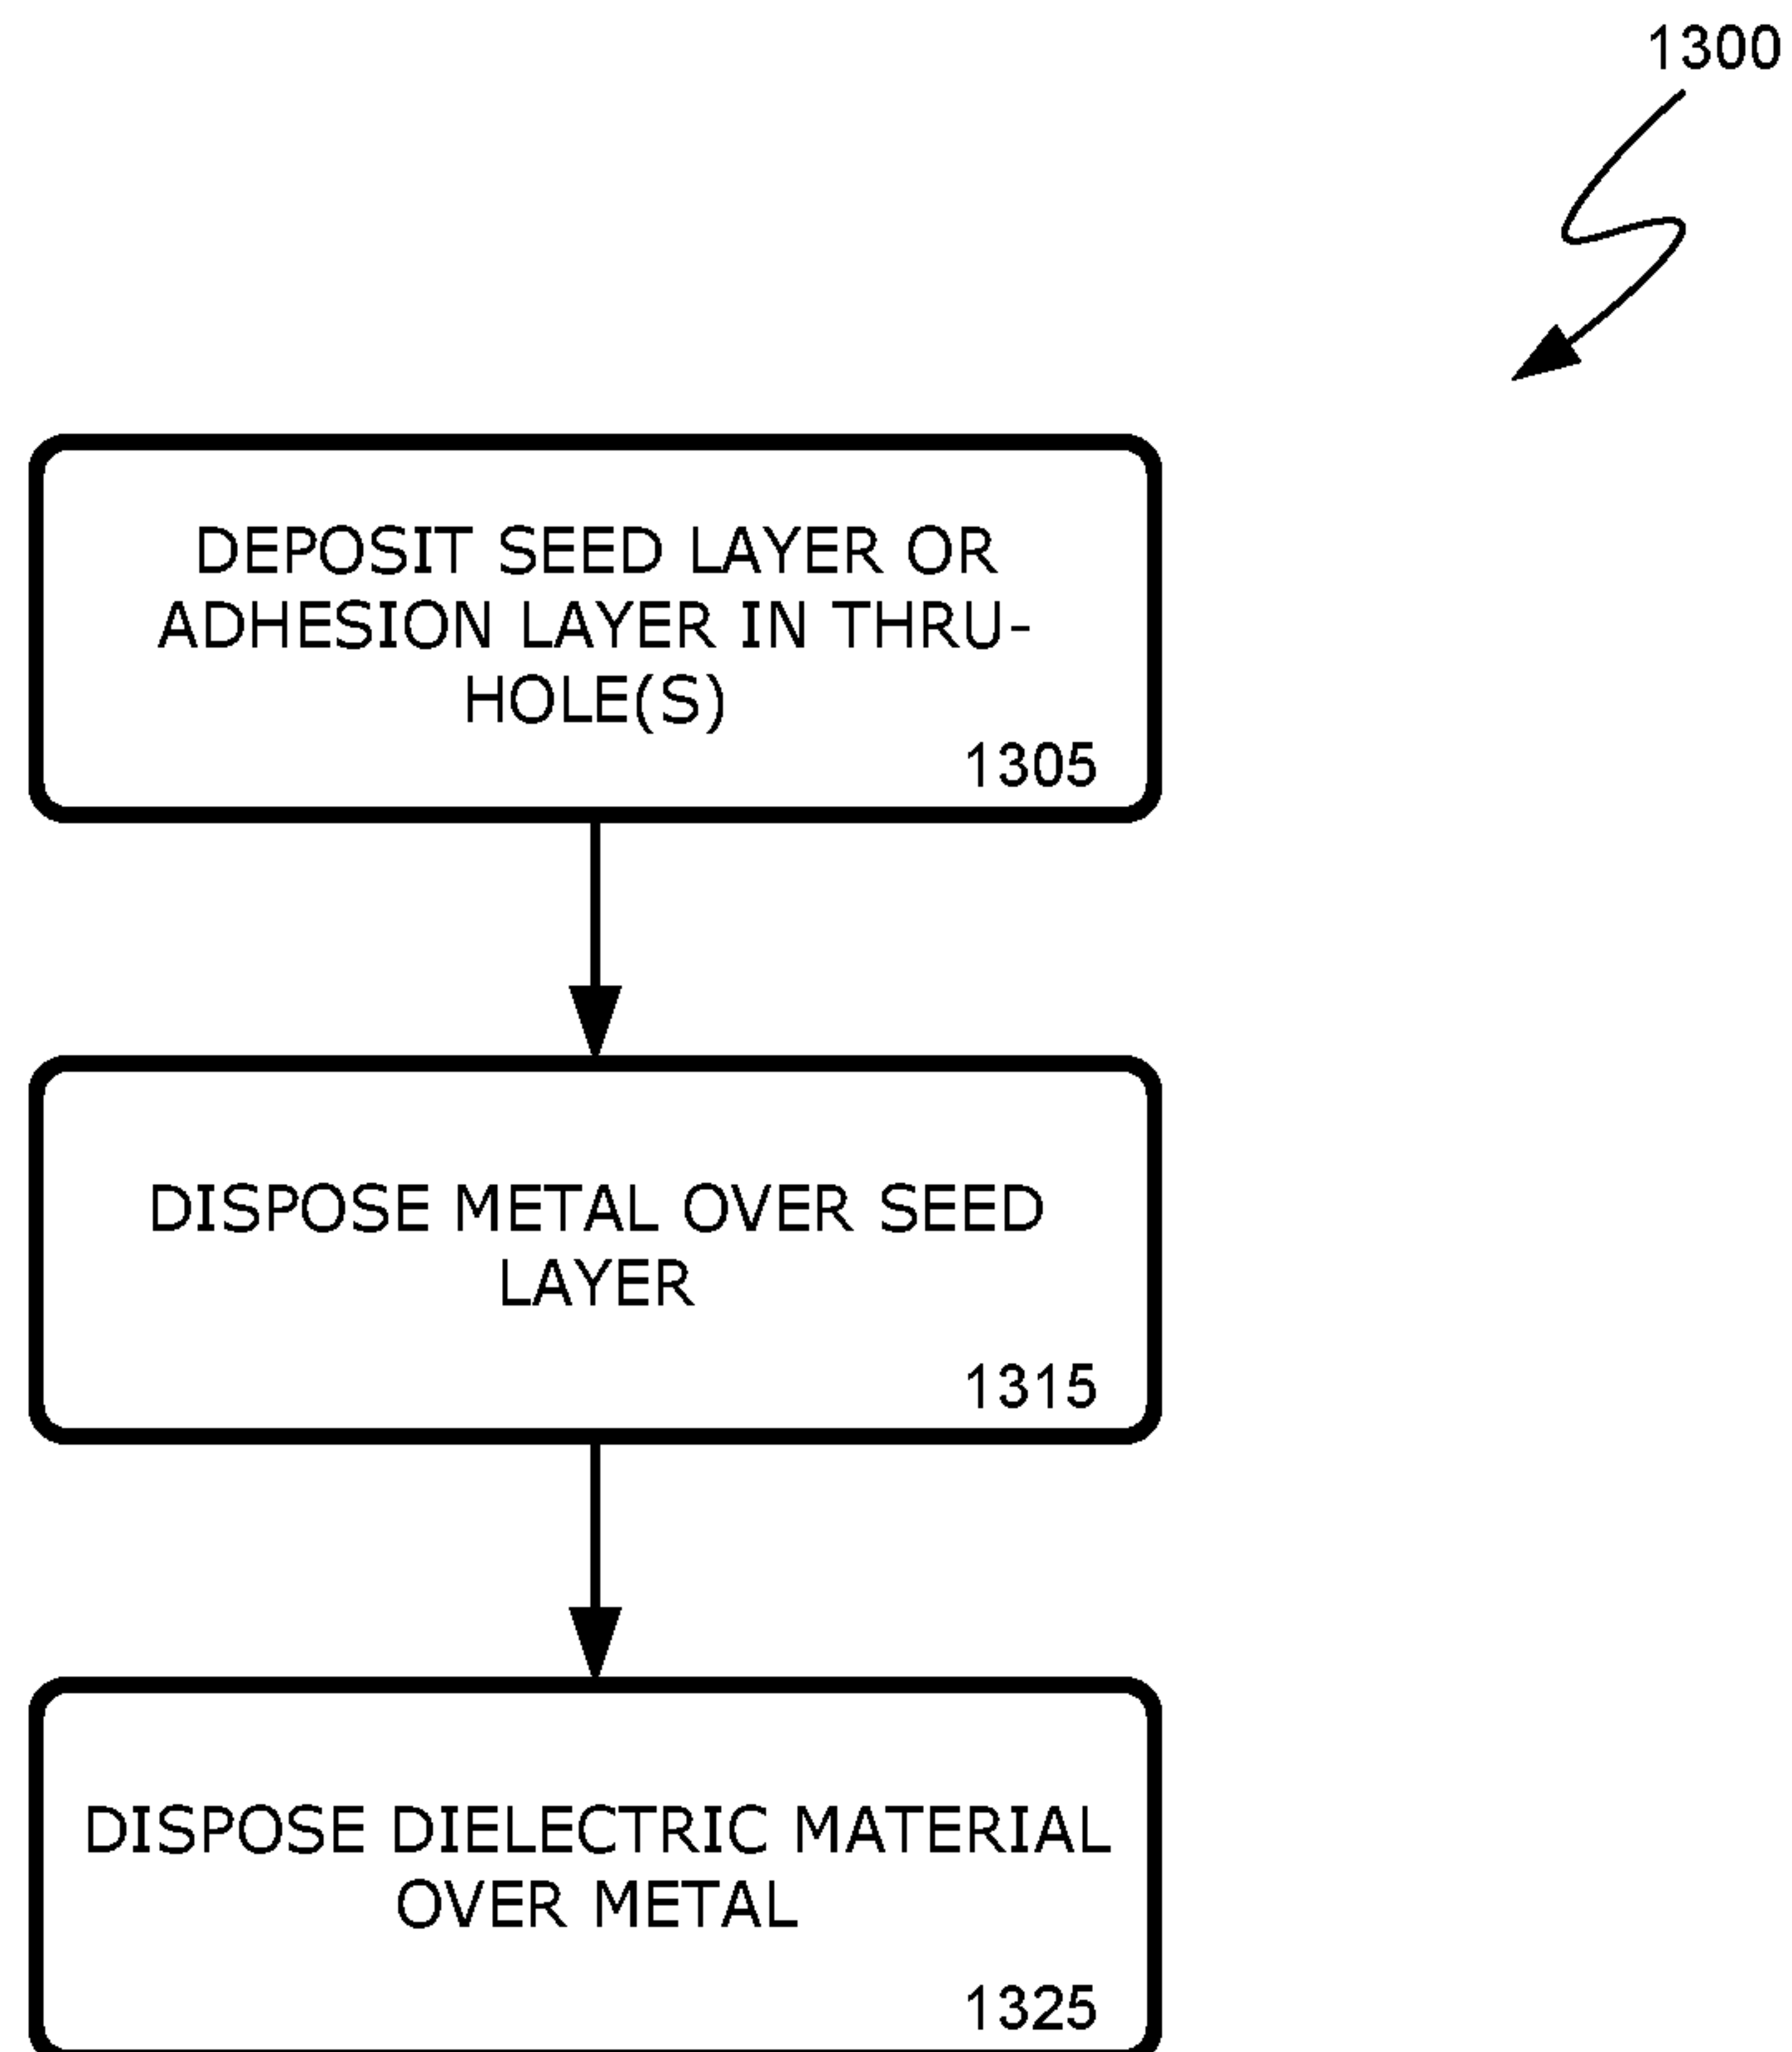 1300
DEPOSIT SEED LAYER OR
ADHESION LAYER IN THRU-
HOLE(S)
1305
DISPOSE METAL OVER SEED
LAYER
1315
DISPOSE DIELECTRIC MATERIAL
OVER METAL
1325